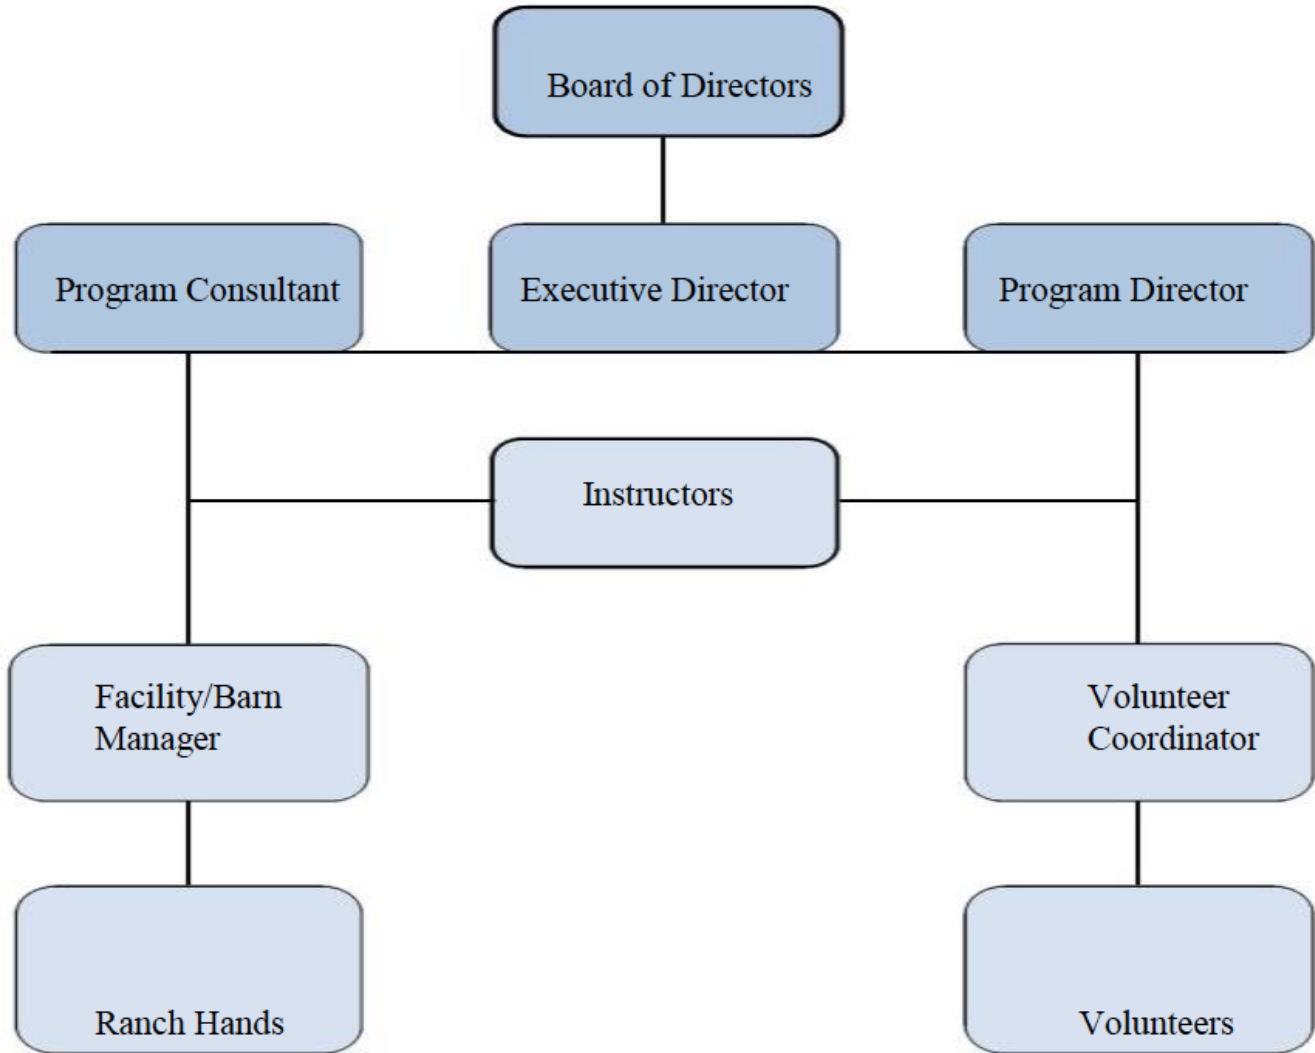 Board of Directors
Program Consultant
Executive Director
Program Director
Instructors
Facility/Barn
Manager
Volunteer
Coordinator
Ranch Hands
Volunteers